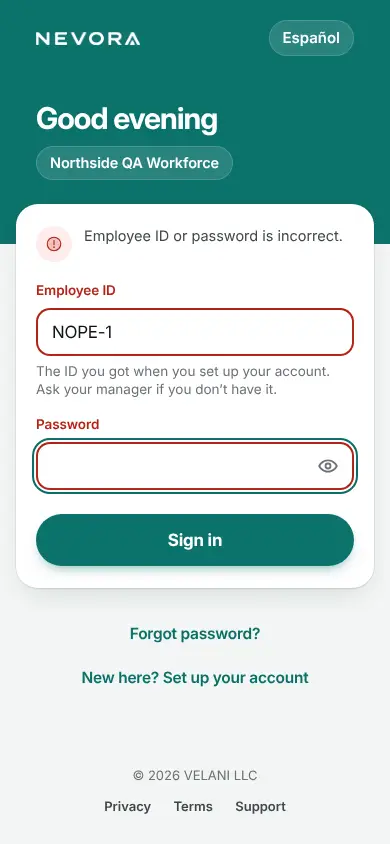 NEVORA
Español
Good evening
Northside QA Workforce
Employee ID or password is incorrect.
Employee ID
NOPE-1
The ID you got when you set up your account.
Ask your manager if you don’t have it.
Password
Sign in
Forgot password?
New here? Set up your account
© 2026 VELANI LLC
Privacy Terms Support